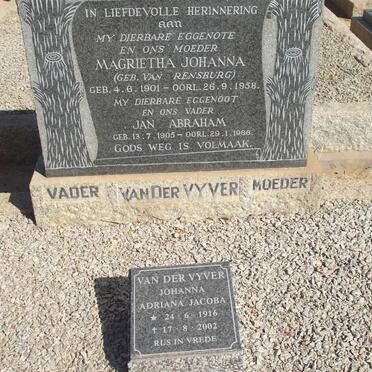 IN LIEFDEVOLLE HERINNERING
aan
MY DIERBARE EGGENOTE
EN ONS MOEDER
MAGRIETHA JOHANNA
(GEB. VAN RENSBURG)
GEB. 4.6.1901 – OORL. 26.9.1958.
MY DIERBARE EGGENOOT
EN ONS VADER
JAN ABRAHAM
GEB. 13.7.1905 – OORL. 29.1.1986.
GODS WEG IS VOLMAAK.
VADER VAN DER VYVER MOEDER
VAN DER VYVER
JOHANNA
ADRIANA JACOBA
★ 24-6-1916
✝ 17-8-2002
RUS IN VREDE